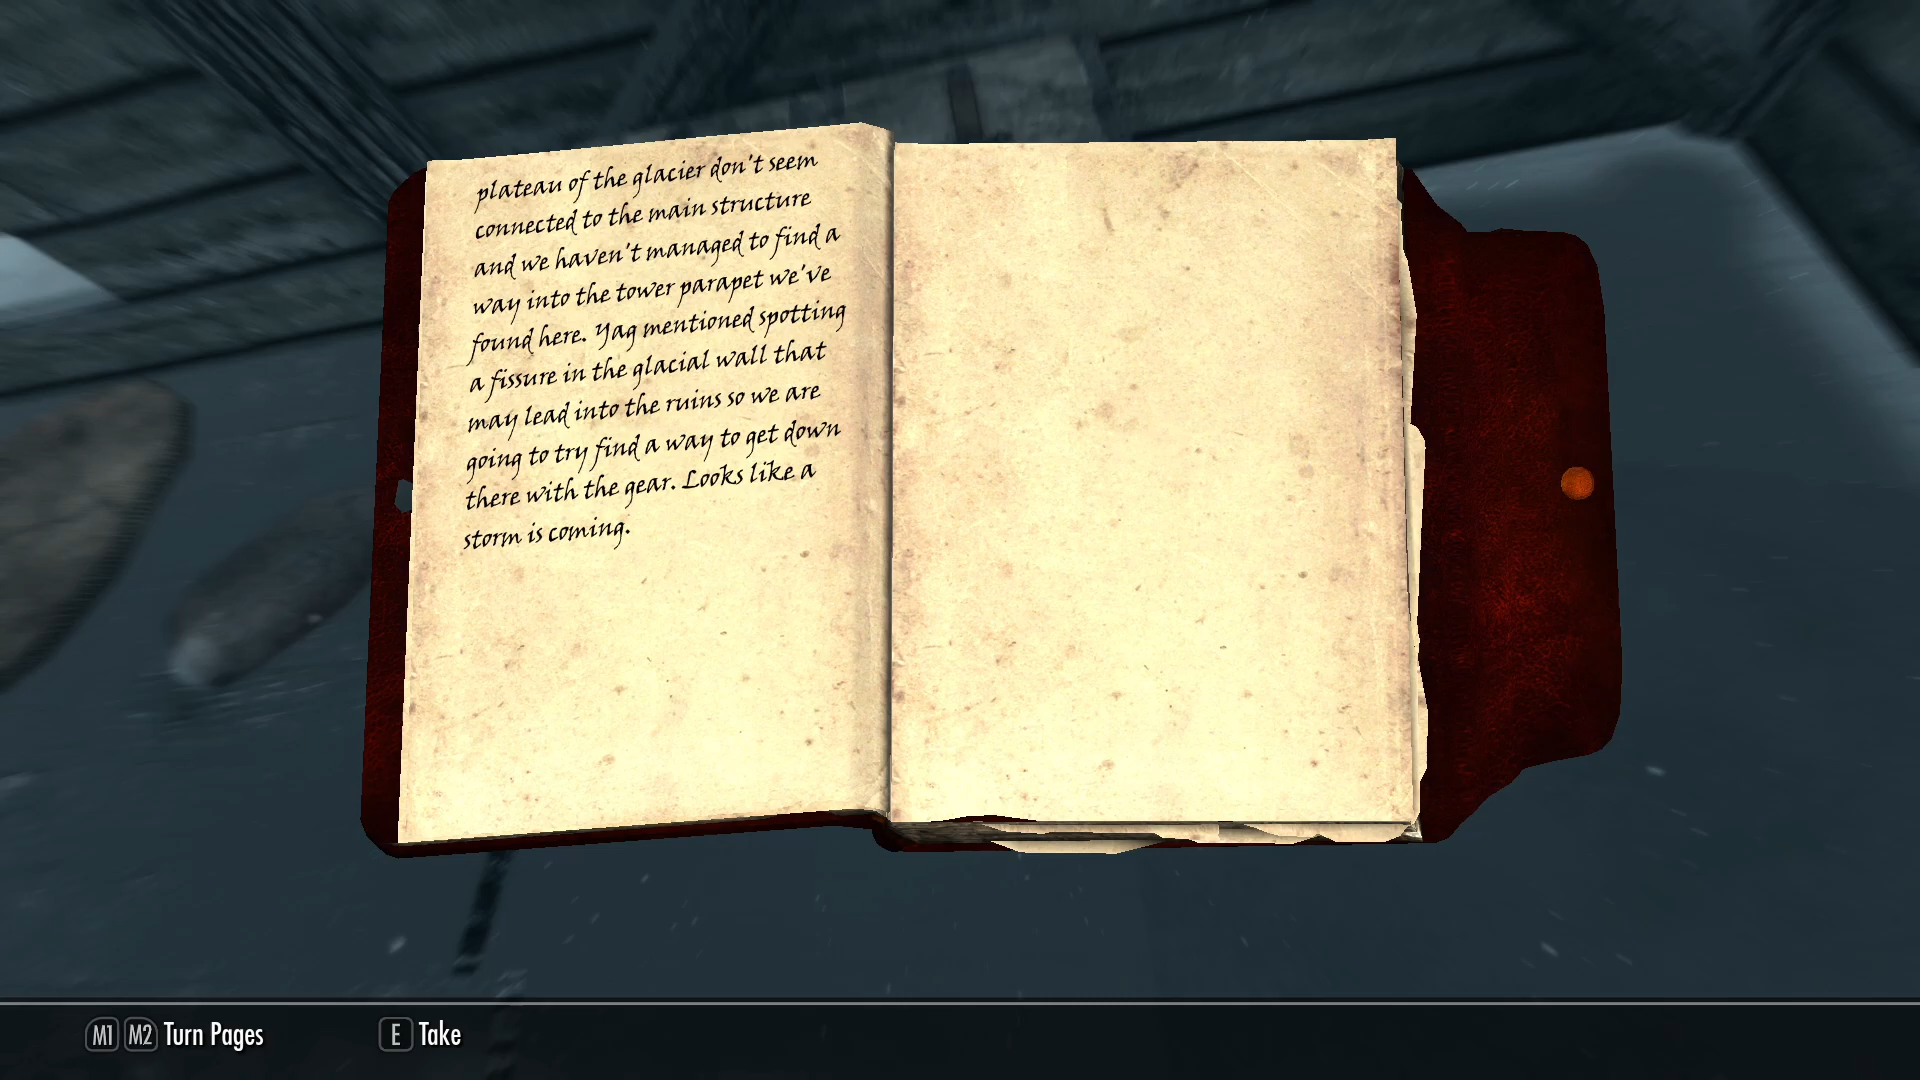 plateau of the glacier don't seem
connected to the main structure
and we haven't managed to find a
way into the tower parapet we've
found here. Yag mentioned spotting
a fissure in the glacial wall that
may lead into the ruins so we are
going to try find a way to get down
there with the gear. Looks like a
storm is coming.
M1 M2 Turn Pages E Take